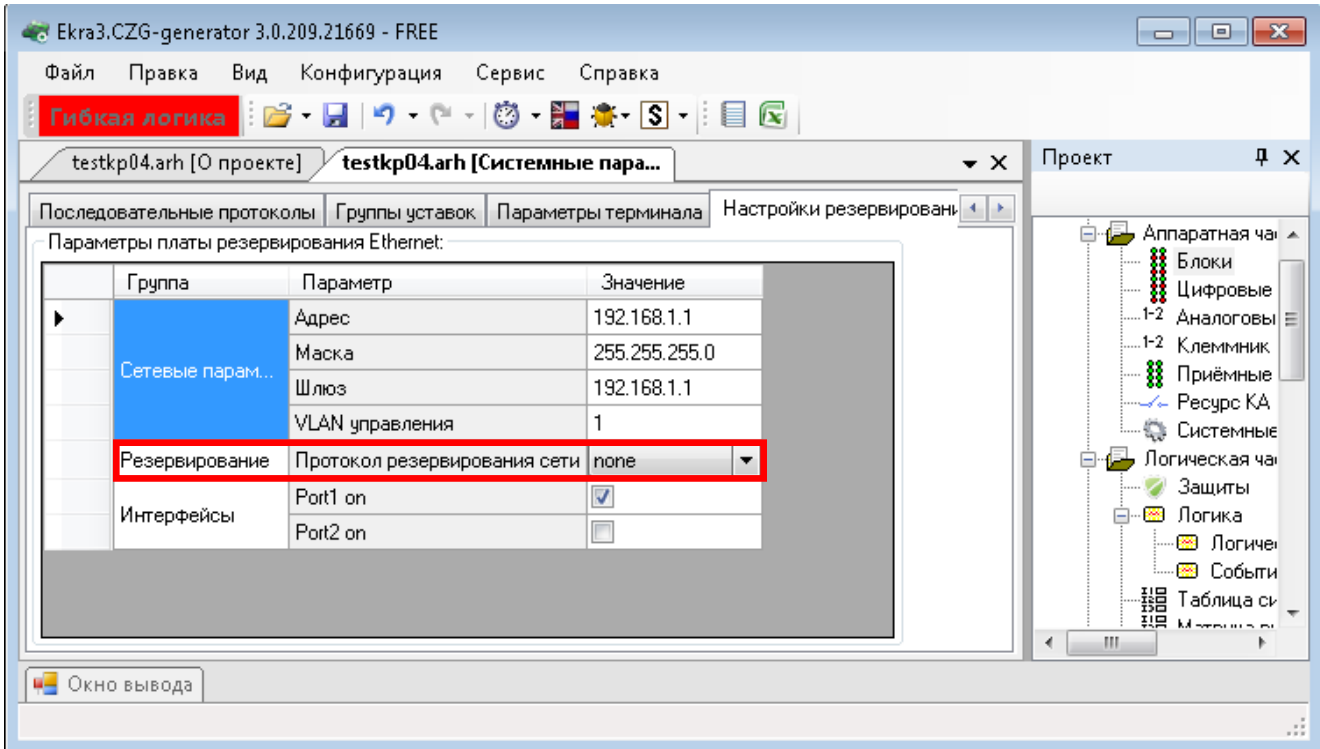 Ekra3.CZG-generator 3.0.209.21669 - FREE
Файл Правка Вид Конфигурация Сервис Справка
Гибкая логика
testkp04.arh [О проекте] testkp04.arh [Системные пара...
Последовательные протоколы Группы уставок Параметры терминала Настройки резервировани
Параметры платы резервирования Ethernet:
Группа Параметр Значение
Сетевые парам...
Адрес 192.168.1.1
Маска 255.255.255.0
Шлюз 192.168.1.1
VLAN управления 1
Резервирование Протокол резервирования сети none
Интерфейсы
Port1 on
Port2 on
Проект
Аппаратная ча
Блоки
Цифровые
1-2 Аналоговы
1-2 Клеммник
Приёмные
Ресурс КА
Системные
Логическая ча
Защиты
Логика
Логиче
Событи
Таблица си
Окно вывода